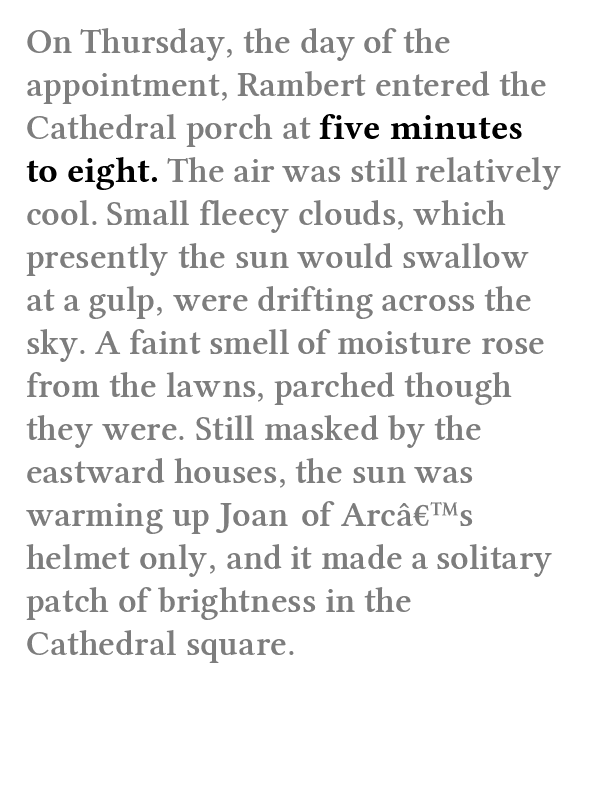 On Thursday, the day of the
appointment, Rambert entered the
Cathedral porch at five minutes
to eight. The air was still relatively
cool. Small fleecy clouds, which
presently the sun would swallow
at a gulp, were drifting across the
sky. A faint smell of moisture rose
from the lawns, parched though
they were. Still masked by the
eastward houses, the sun was
warming up Joan of Arcâ€™s
helmet only, and it made a solitary
patch of brightness in the
Cathedral square.